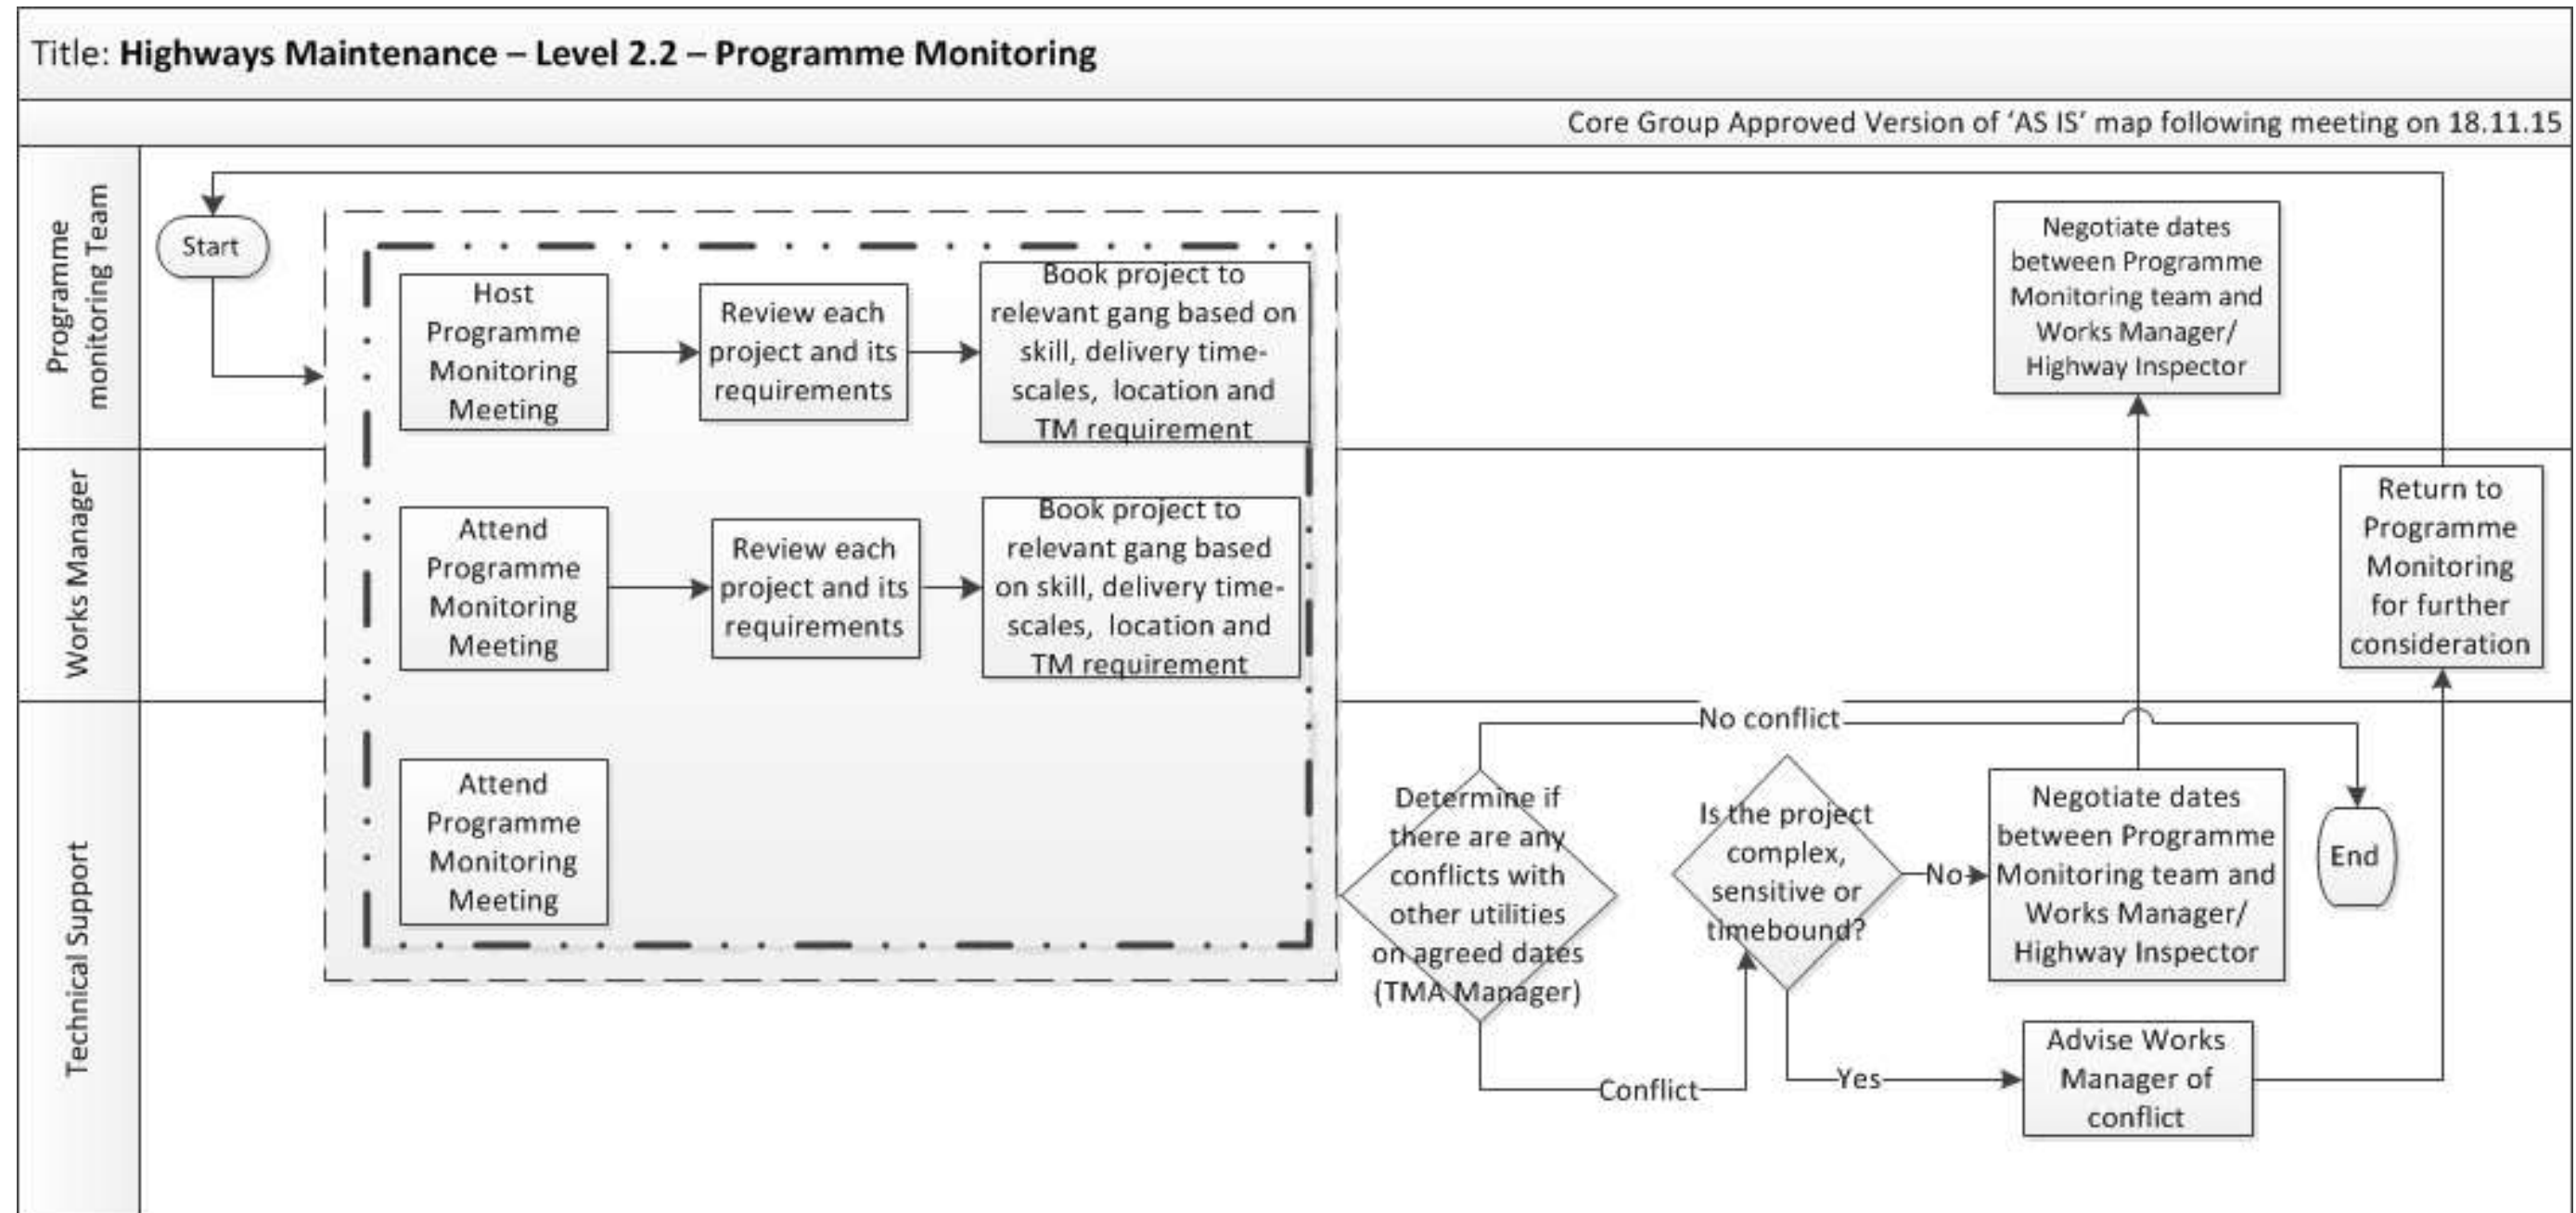 Title: Highways Maintenance – Level 2.2 – Programme Monitoring
Core Group Approved Version of ‘AS IS’ map following meeting on 18.11.15
Programme
monitoring Team
Start
Host
Programme
Monitoring
Meeting
Review each
project and its
requirements
Book project to
relevant gang based on
skill, delivery time-
scales,  location and
TM requirement
Negotiate dates
between Programme
Monitoring team and
Works Manager/
Highway Inspector
Works Manager
Attend
Programme
Monitoring
Meeting
Review each
project and its
requirements
Book project to
relevant gang based
on skill, delivery time-
scales,  location and
TM requirement
Return to
Programme
Monitoring
for further
consideration
Technical Support
Attend
Programme
Monitoring
Meeting
Determine if
there are any
conflicts with
other utilities
on agreed dates
(TMA Manager)
No conflict
Conflict
Is the project
complex,
sensitive or
timebound?
No
Yes
Negotiate dates
between Programme
Monitoring team and
Works Manager/
Highway Inspector
Advise Works
Manager of
conflict
End